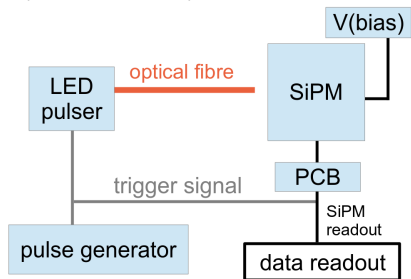 V(bias)
optical fibre
LED
pulser
SiPM
PCB
trigger signal
SiPM
readout
pulse generator
data readout